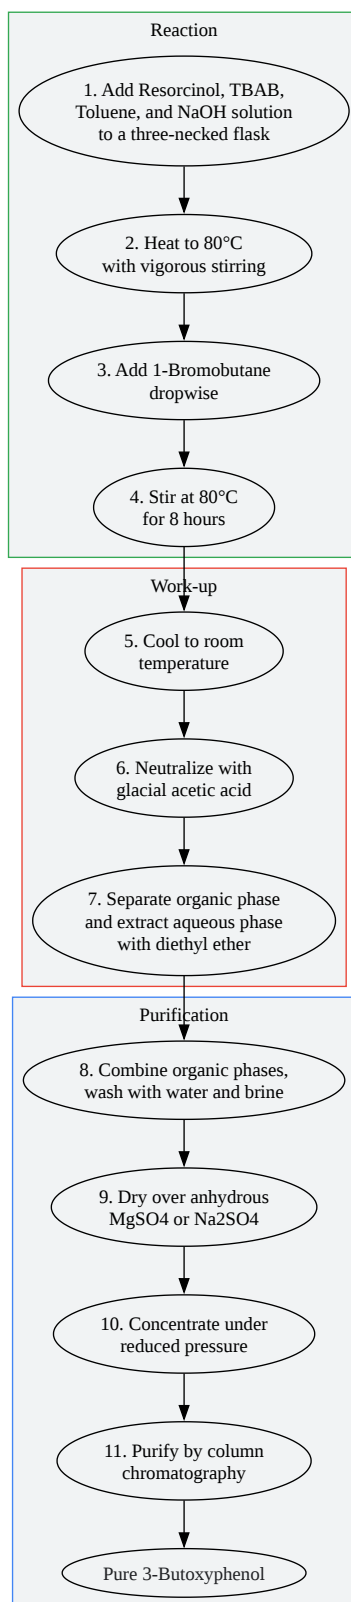 Reaction
1. Add Resorcinol, TBAB,
Toluene, and NaOH solution
to a three-necked flask
2. Heat to 80°C
with vigorous stirring
3. Add 1-Bromobutane
dropwise
4. Stir at 80°C
for 8 hours
Work-up
5. Cool to room
temperature
6. Neutralize with
glacial acetic acid
7. Separate organic phase
and extract aqueous phase
with diethyl ether
Purification
8. Combine organic phases,
wash with water and brine
9. Dry over anhydrous
MgSO4 or Na2SO4
10. Concentrate under
reduced pressure
11. Purify by column
chromatography
Pure 3-Butoxyphenol